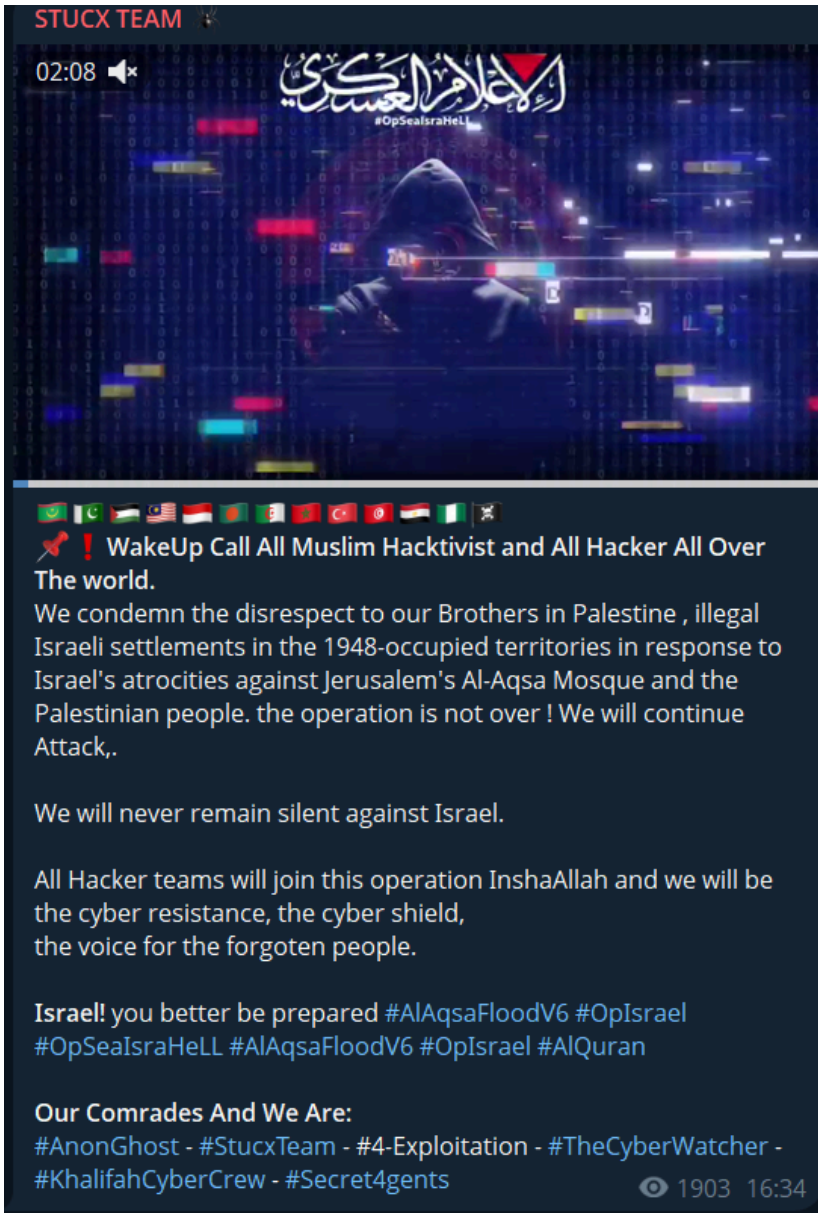 STUCX TEAM
02:08
الإعلام العسكري
#OpSeaIsraHeLL
📌❗ WakeUp Call All Muslim Hacktivist and All Hacker All Over
The world.
We condemn the disrespect to our Brothers in Palestine , illegal
Israeli settlements in the 1948-occupied territories in response to
Israel's atrocities against Jerusalem's Al-Aqsa Mosque and the
Palestinian people. the operation is not over ! We will continue
Attack,.
We will never remain silent against Israel.
All Hacker teams will join this operation InshaAllah and we will be
the cyber resistance, the cyber shield,
the voice for the forgoten people.
Israel! you better be prepared #AlAqsaFloodV6 #OpIsrael
#OpSeaIsraHeLL #AlAqsaFloodV6 #OpIsrael #AlQuran
Our Comrades And We Are:
#AnonGhost - #StucxTeam - #4-Exploitation - #TheCyberWatcher -
#KhalifahCyberCrew - #Secret4gents
1903 16:34